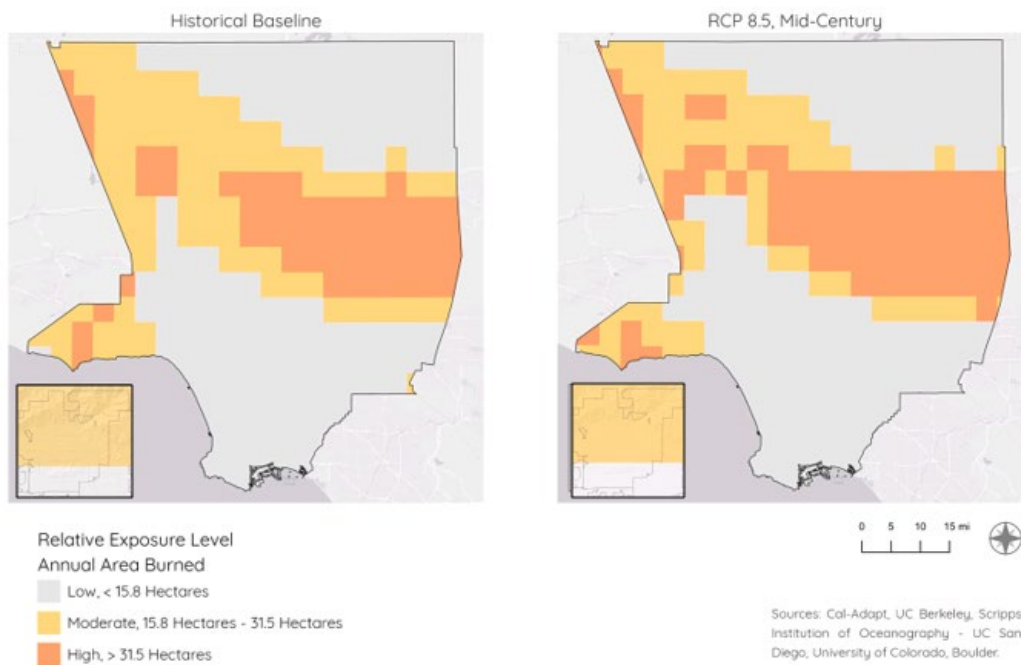 Historical Baseline
RCP 8.5, Mid-Century
Relative Exposure Level
Annual Area Burned
Low, < 15.8 Hectares
Moderate, 15.8 Hectares - 31.5 Hectares
High, > 31.5 Hectares
0 5 10 15 mi
Sources: Cal-Adapt, UC Berkeley, Scripps
Institution of Oceanography - UC San
Diego, University of Colorado, Boulder.